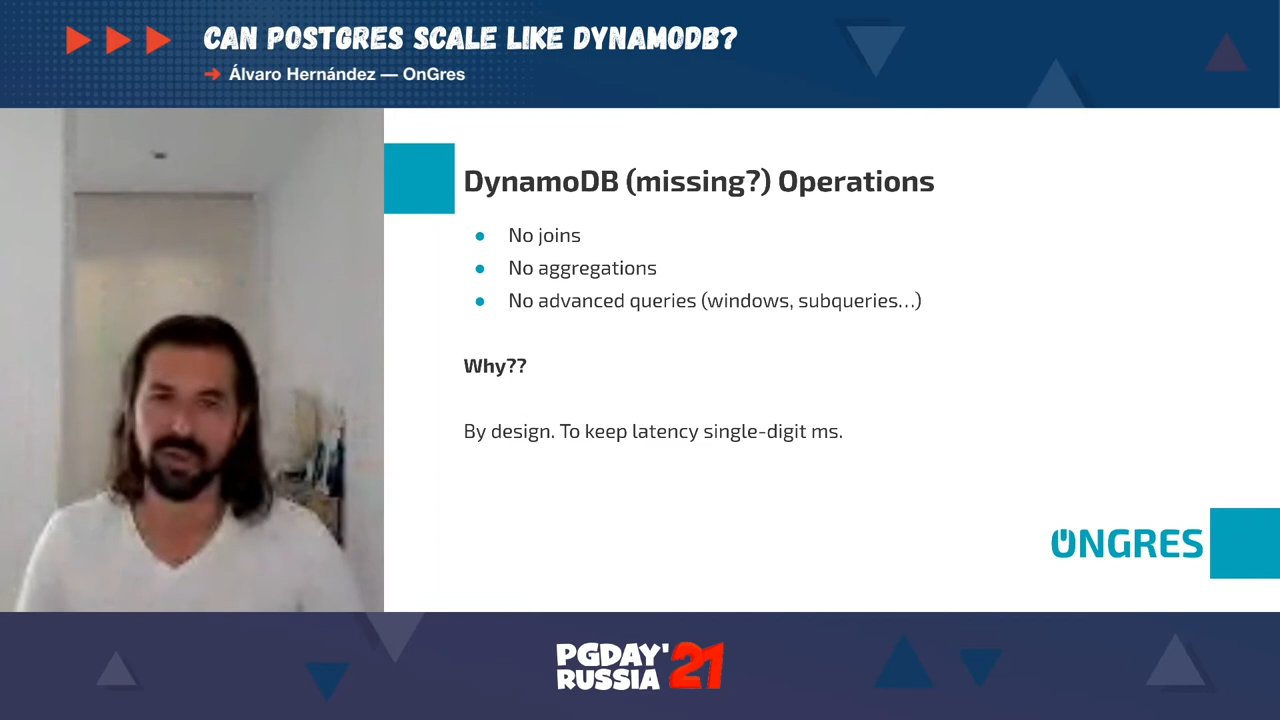 CAN POSTGRES SCALE LIKE DYNAMODB?
Álvaro Hernández — OnGres
DynamoDB (missing?) Operations
No joins
No aggregations
No advanced queries (windows, subqueries…)
Why??
By design. To keep latency single-digit ms.
ONGRES
PGDAY'21
RUSSIA